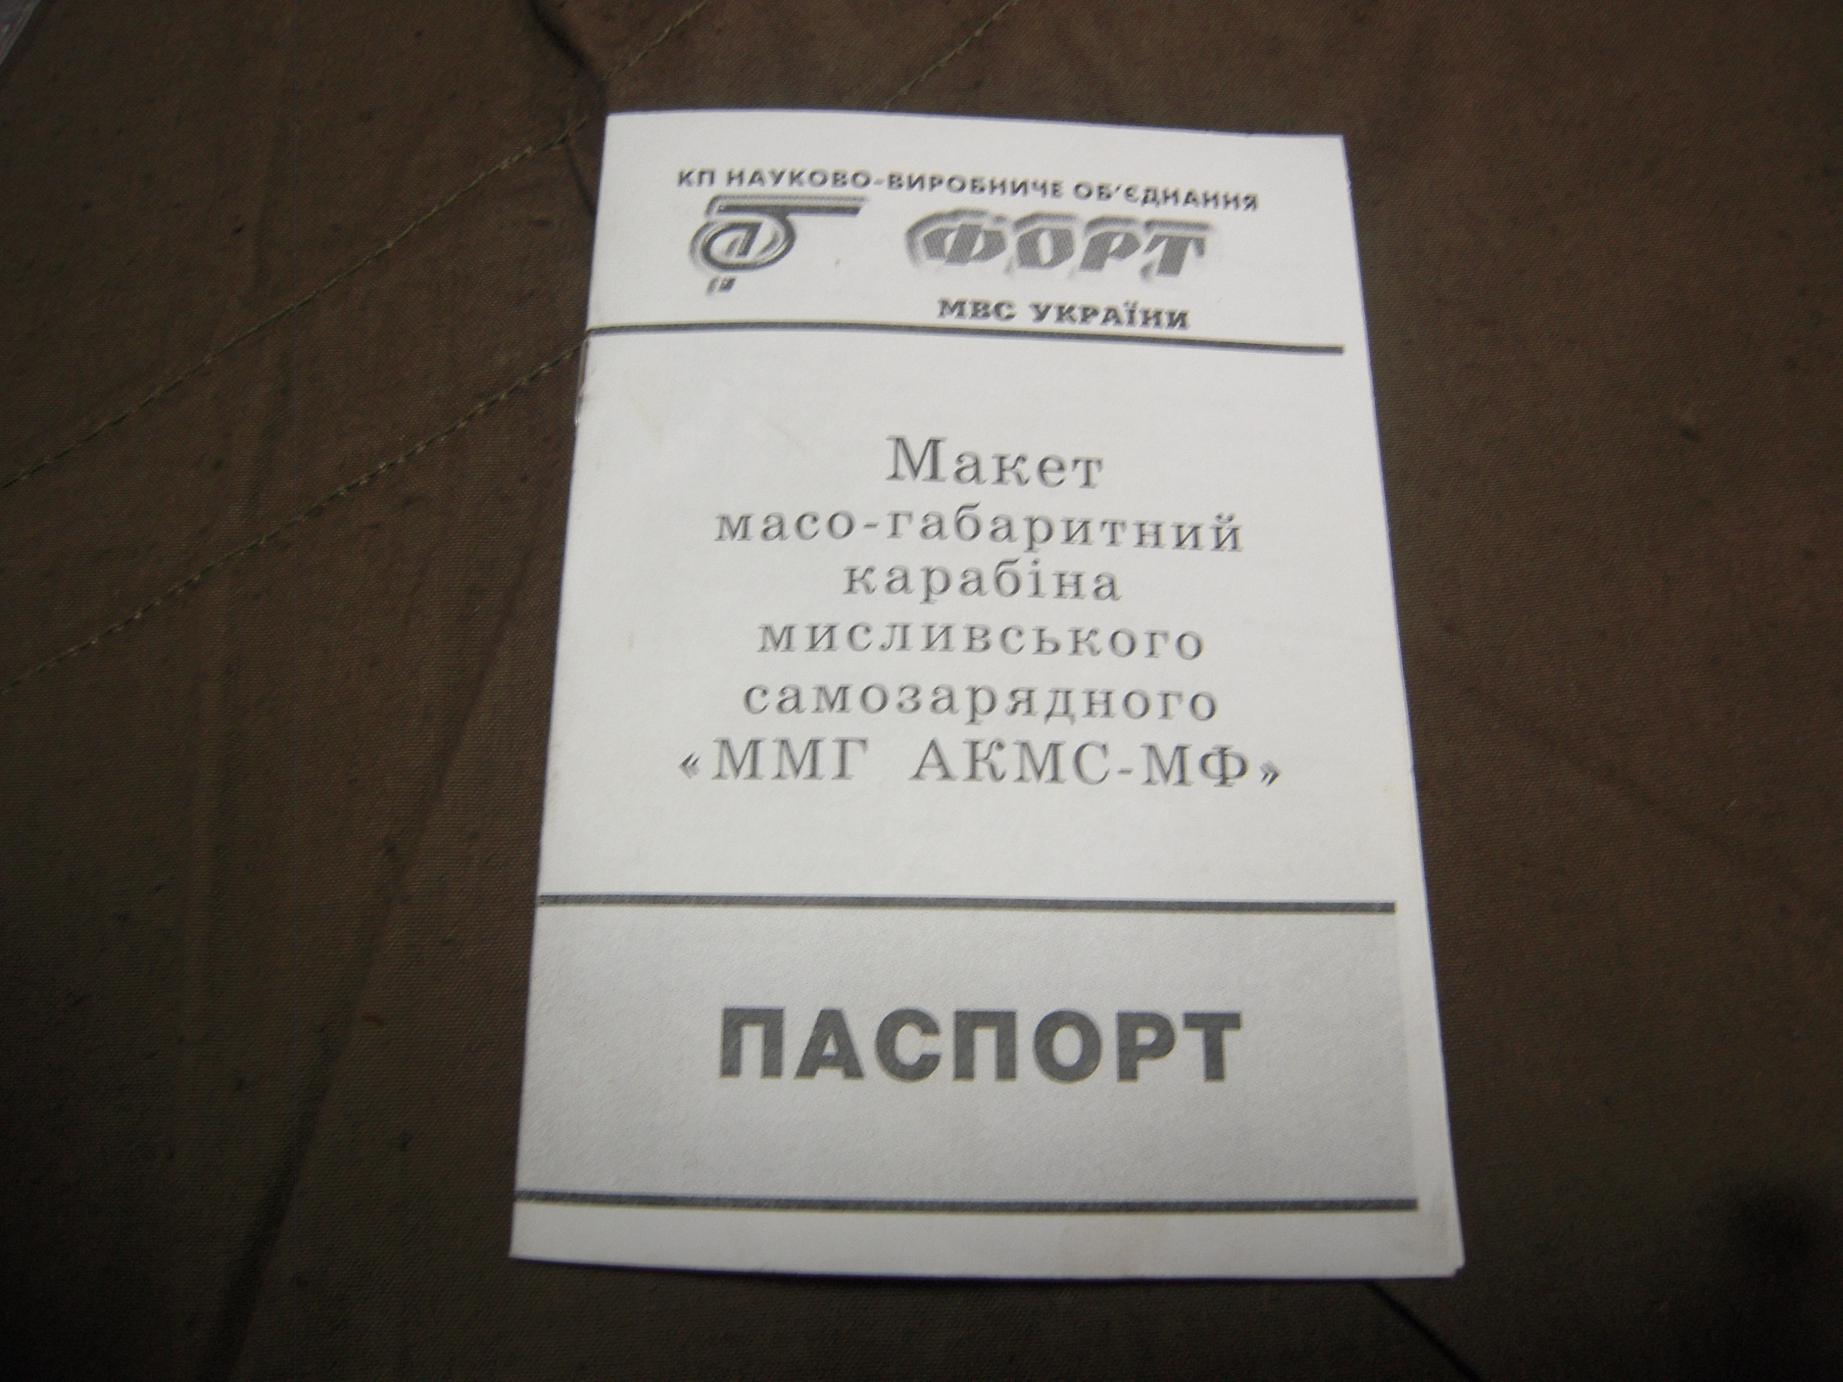 КП НАУКОВО-ВИРОБНИЧЕ ОБ'ЄДНАННЯ
ФОРТ
МВС УКРАЇНИ
Макет
масо-габаритний
карабіна
мисливського
самозарядного
«ММГ АКМС-МФ»
ПАСПОРТ